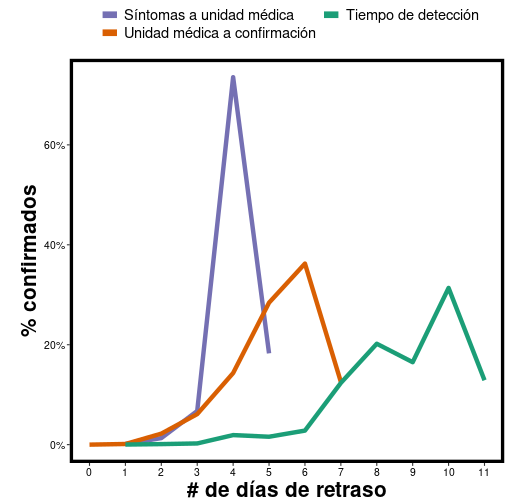 Síntomas a unidad médica
Tiempo de detección
Unidad médica a confirmación
60%
40%
20%
0%
% confirmados
0 1 2 3 4 5 6 7 8 9 10 11
# de días de retraso